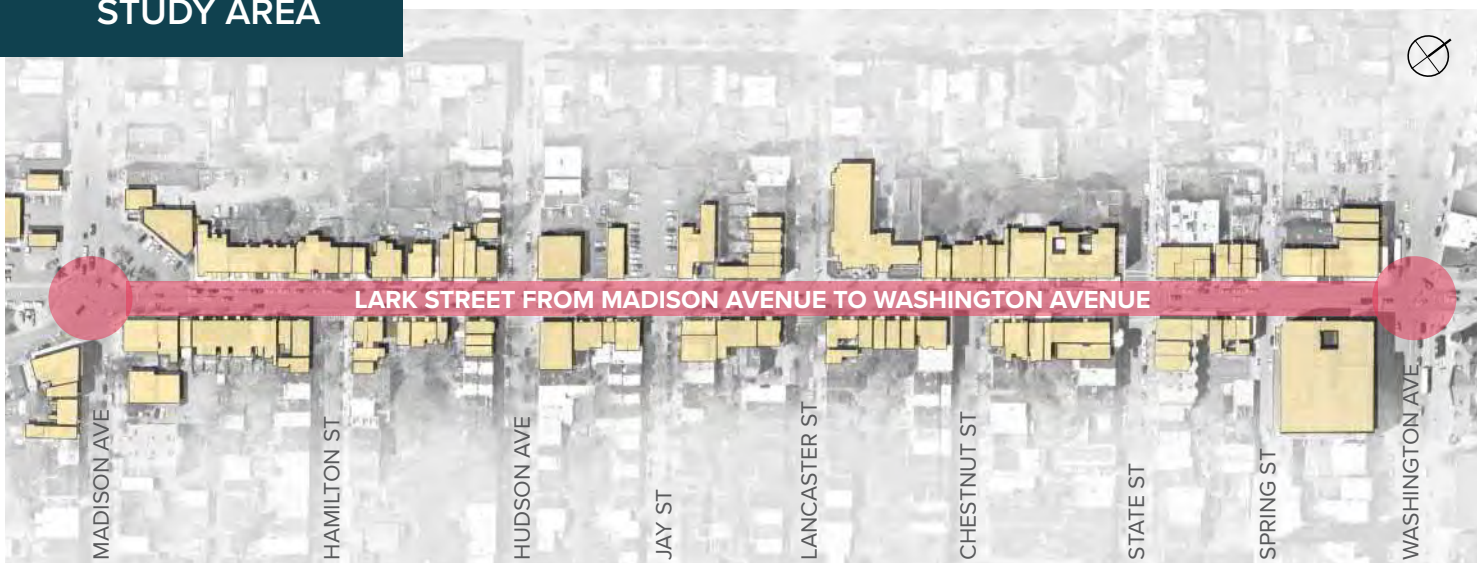 STUDY AREA
LARK STREET FROM MADISON AVENUE TO WASHINGTON AVENUE
MADISON AVE
HAMILTON ST
HUDSON AVE
JAY ST
LANCASTER ST
CHESTNUT ST
STATE ST
SPRING ST
WASHINGTON AVE